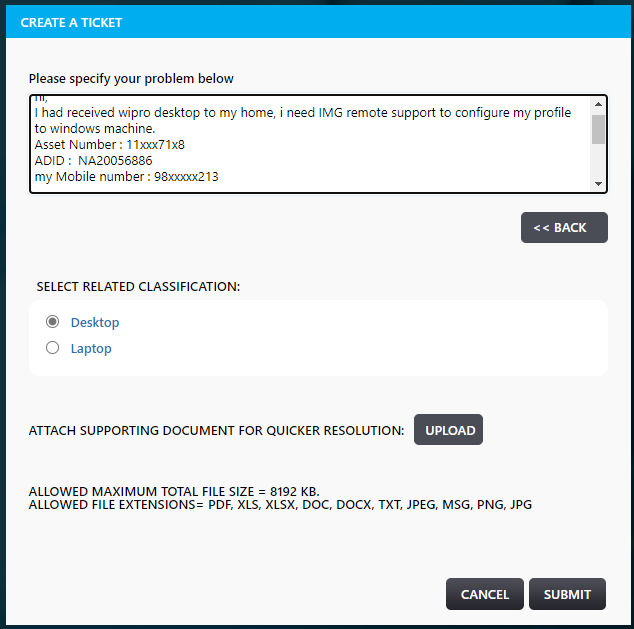 CREATE A TICKET
Please specify your problem below
hi,
I had received wipro desktop to my home, i need IMG remote support to configure my profile
to windows machine.
Asset Number : 11xxx71x8
ADID :  NA20056886
my Mobile number : 98xxxxx213
<< BACK
SELECT RELATED CLASSIFICATION:
Desktop
Laptop
ATTACH SUPPORTING DOCUMENT FOR QUICKER RESOLUTION: UPLOAD
ALLOWED MAXIMUM TOTAL FILE SIZE = 8192 KB.
ALLOWED FILE EXTENSIONS= PDF, XLS, XLSX, DOC, DOCX, TXT, JPEG, MSG, PNG, JPG
CANCEL SUBMIT